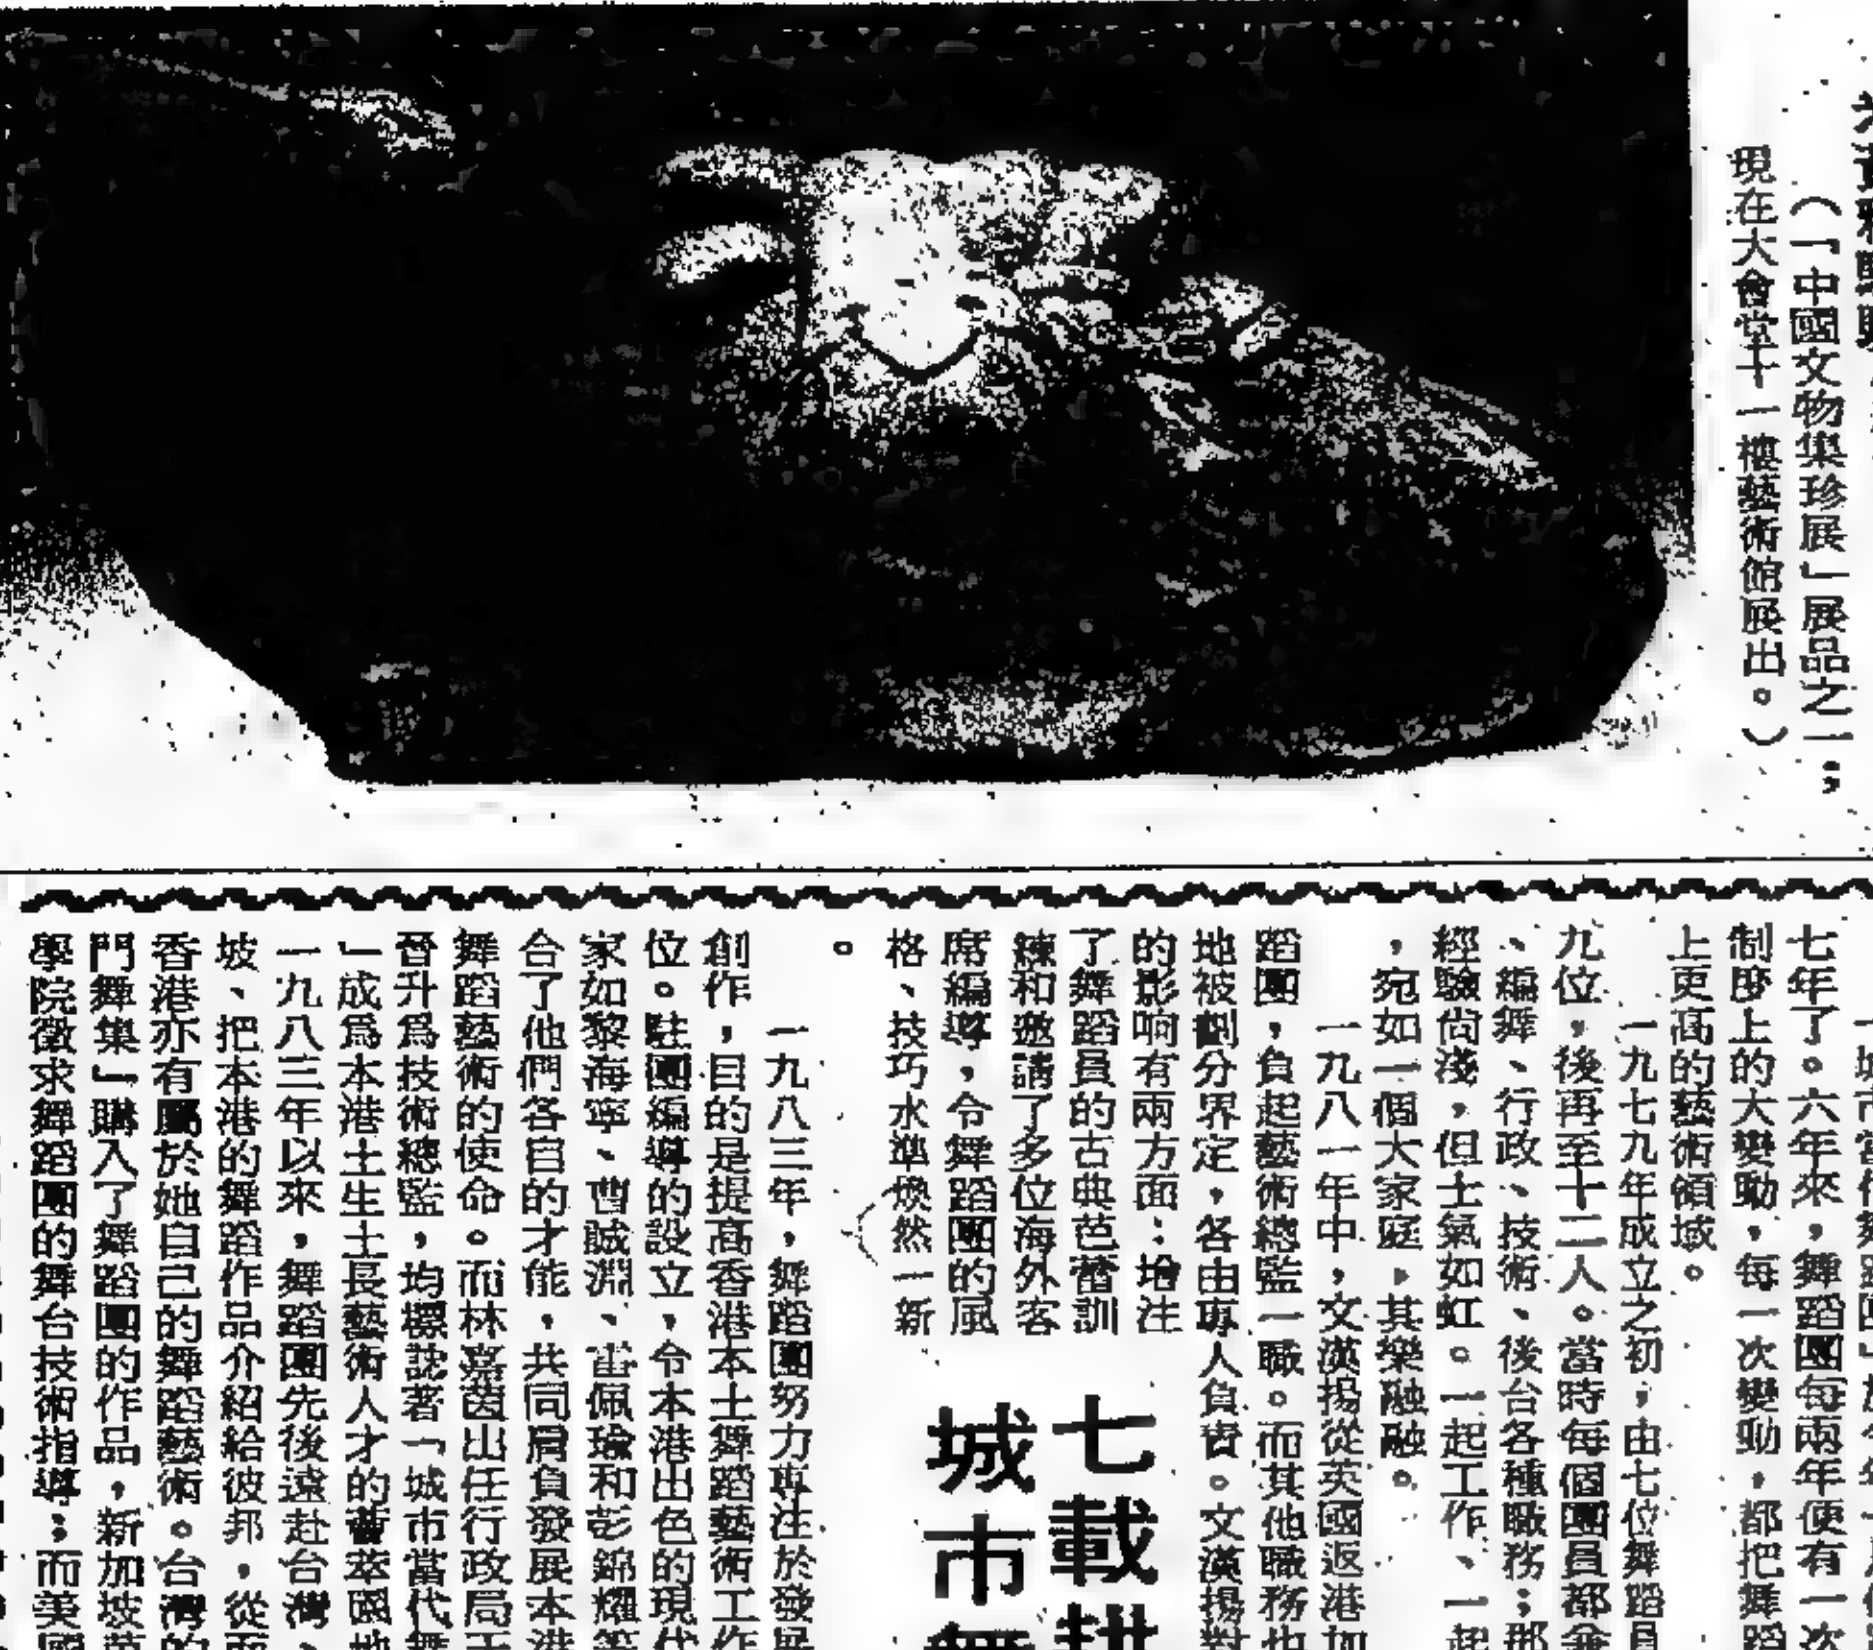 （「中國文物集珍展」展品之一；
現在大會堂十一樓藝術館展出。）
七年了。六年來，舞蹈團每兩年便有一次
制度上的大變動，每一次變動，都把舞蹈
上更高的藝術領域。
一九七九年成立之初，由七位舞蹈員
九位，後再至十二人。當時每個團員都兼
、編舞、行政、技術、後台各種職務；那
經驗尚淺，但士氣如虹。一起工作、一起
，宛如一個大家庭，其樂融融。
一九八一年中，文漢揚從英國返港加
蹈團，負起藝術總監一職。而其他職務也
地被劃分界定，各由專人負責。文漢揚對
的影响有兩方面：增注
了舞蹈員的古典芭蕾訓
練和邀請了多位海外客
席編導，令舞蹈團的風
格、技巧水準煥然一新
。
七載
城市舞
一九八三年，舞蹈團努力專注於發展
創作，目的是提高香港本土舞蹈藝術工作
位。駐團編導的設立，令本港出色的現代
家如黎海寧、曹誠淵、佩瑜和彭錦耀等
合了他們各自的才能，共同肩負發展本港
舞蹈藝術的使命。而林嘉茵出任行政局
晉升爲技術總監，均標誌著「城市當代舞
」成爲本港土生土長藝術人才的薈萃園地
一九八三年以來，舞蹈團先後遠赴台灣、
坡、把本港的舞蹈作品介紹給彼邦，從而
香港亦有屬於她自己的舞蹈藝術。台灣的
門舞集」購入了舞蹈團的作品，新加坡
學院徵求舞蹈團的舞台技術指導；而美國